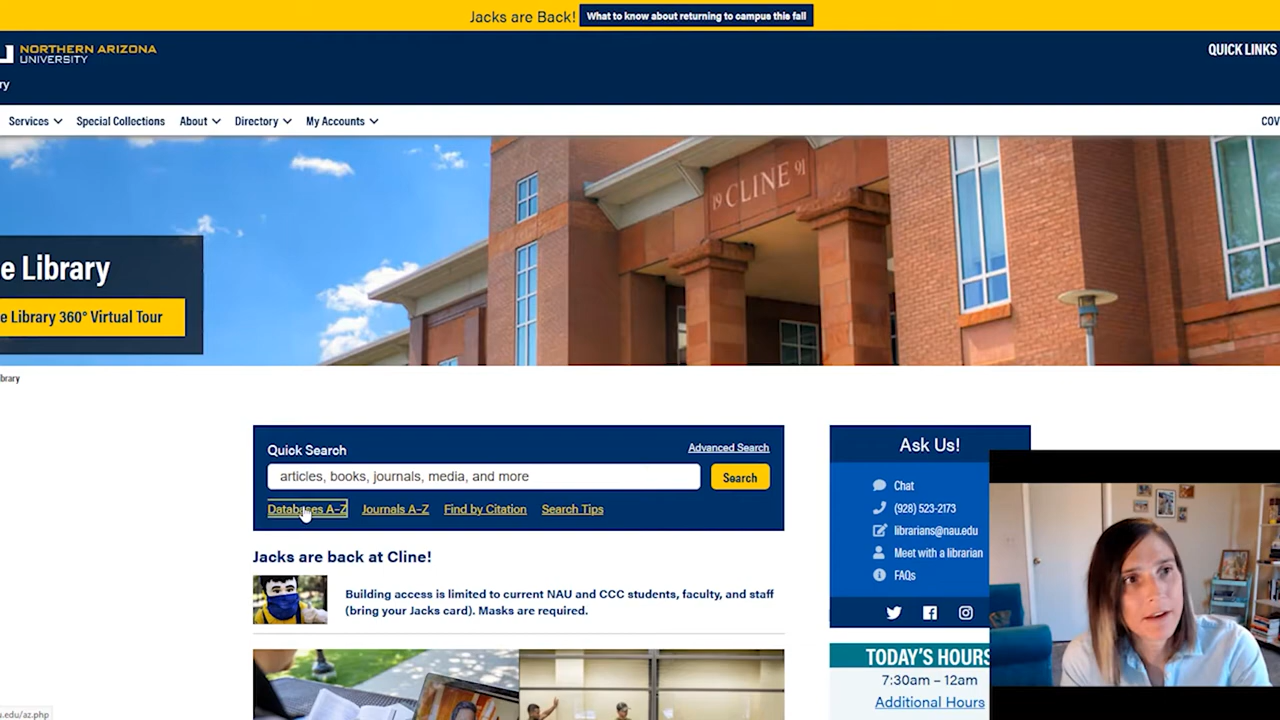 Jacks are Back! What to know about returning to campus this fall
NORTHERN ARIZONA
UNIVERSITY
QUICK LINKS
ry
Services Special Collections About Directory My Accounts COV
19 CLINE 91
e Library
e Library 360° Virtual Tour
ibrary
Quick Search
Advanced Search
articles, books, journals, media, and more
Search
Databases A–Z Journals A–Z Find by Citation Search Tips
Ask Us!
Chat
(928) 523-2173
librarians@nau.edu
Meet with a librarian
FAQs
Jacks are back at Cline!
Building access is limited to current NAU and CCC students, faculty, and staff
(bring your Jacks card). Masks are required.
TODAY'S HOURS
7:30am – 12am
Additional Hours
u.edu/az.php